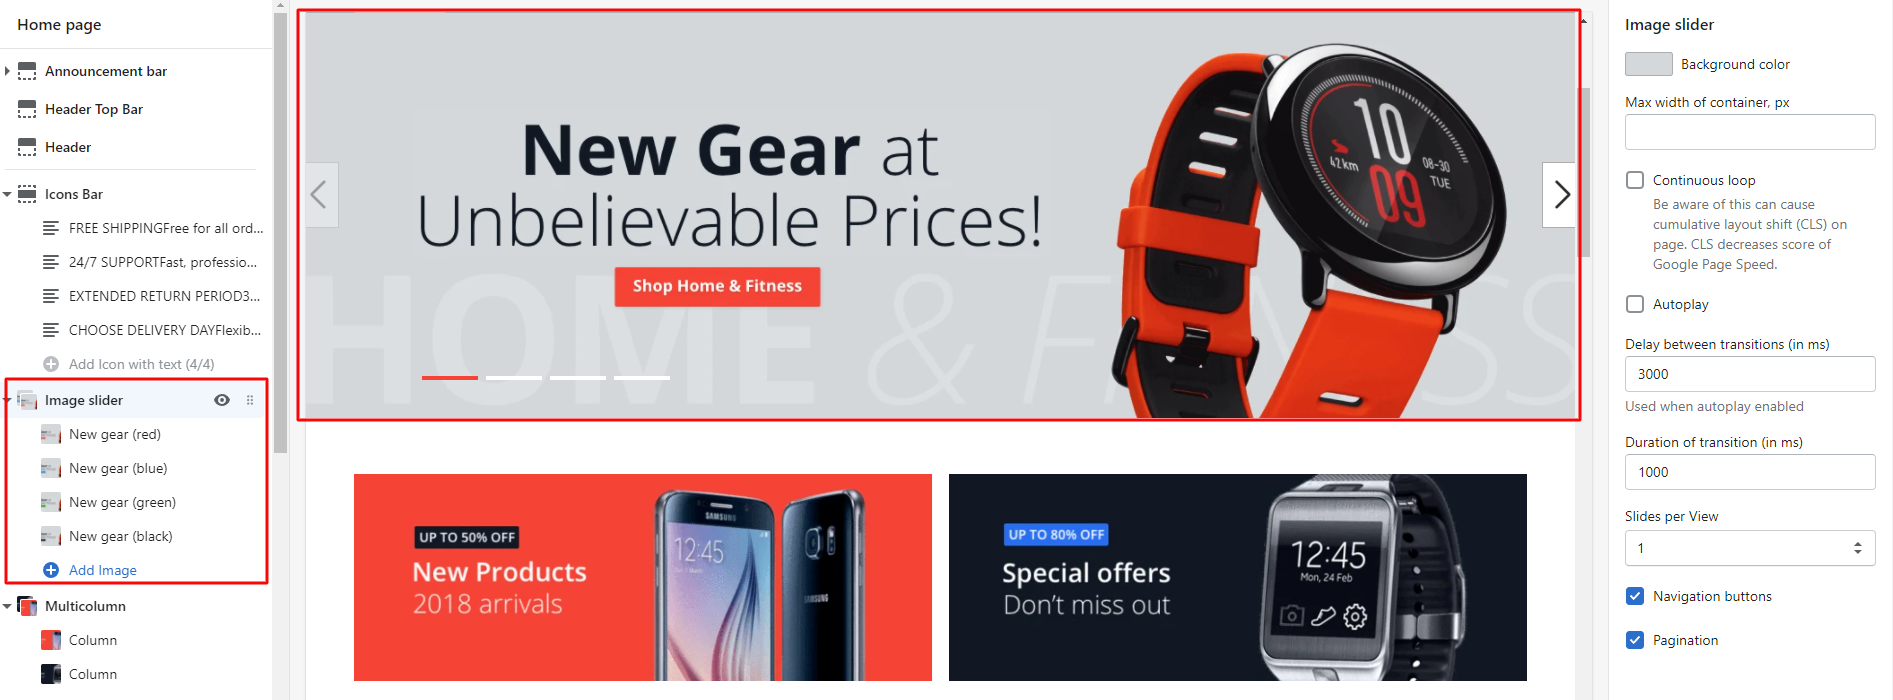 Home page
Announcement bar
Header Top Bar
Header
Icons Bar
FREE SHIPPINGFree for all ord...
24/7 SUPPORTFast, professio...
EXTENDED RETURN PERIOD3...
CHOOSE DELIVERY DAYFlexib...
Add Icon with text (4/4)
Image slider
New gear (red)
New gear (blue)
New gear (green)
New gear (black)
Add Image
Multicolumn
Column
Column
New Gear at
Unbelievable Prices!
Shop Home & Fitness
HOME & FITNESS
10
09
42km
08-30
TUE
UP TO 50% OFF
New Products
2018 arrivals
SAMSUNG
12:45
SAMSUNG
UP TO 80% OFF
Special offers
Don't miss out
12:45
Mon, 24 Feb
Image slider
Background color
Max width of container, px
Continuous loop
Be aware of this can cause
cumulative layout shift (CLS) on
page. CLS decreases score of
Google Page Speed.
Autoplay
Delay between transitions (in ms)
3000
Used when autoplay enabled
Duration of transition (in ms)
1000
Slides per View
1
Navigation buttons
Pagination